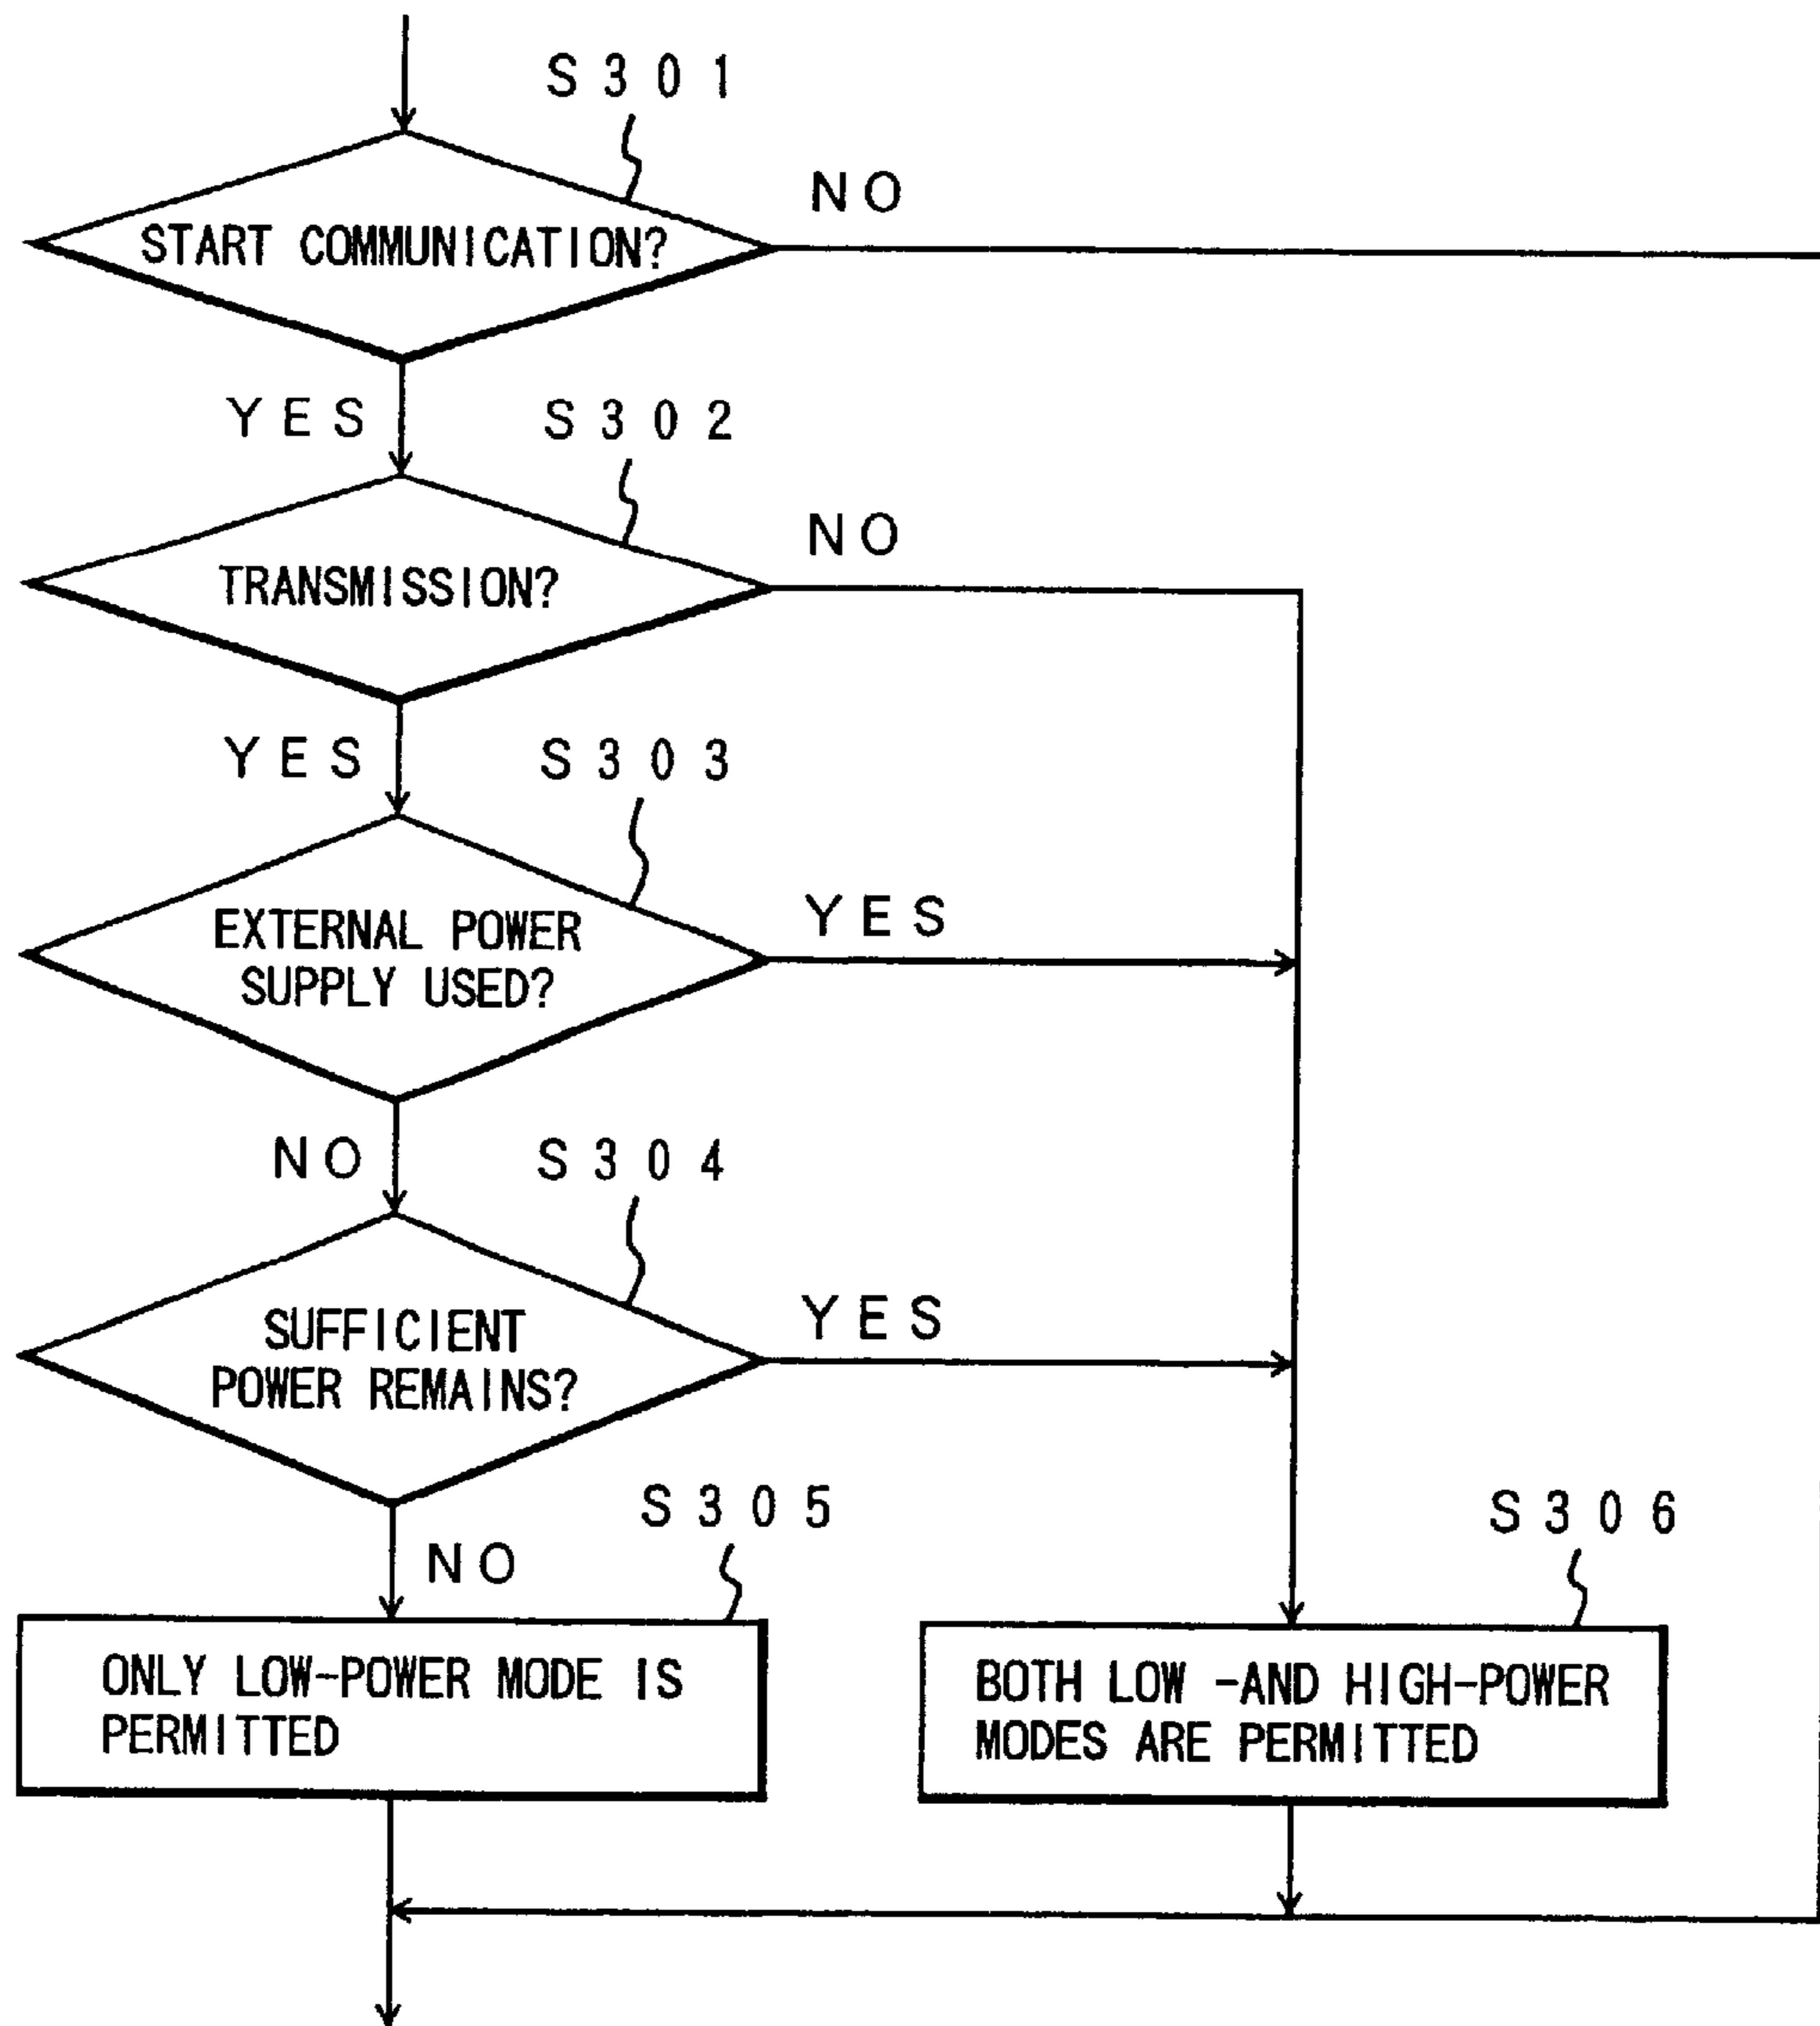 S301
NO
START COMMUNICATION?
YES
S302
NO
TRANSMISSION?
YES
S303
YES
EXTERNAL POWER
SUPPLY USED?
NO
S304
YES
SUFFICIENT
POWER REMAINS?
S305
S306
NO
ONLY LOW-POWER MODE IS
PERMITTED
BOTH LOW -AND HIGH-POWER
MODES ARE PERMITTED